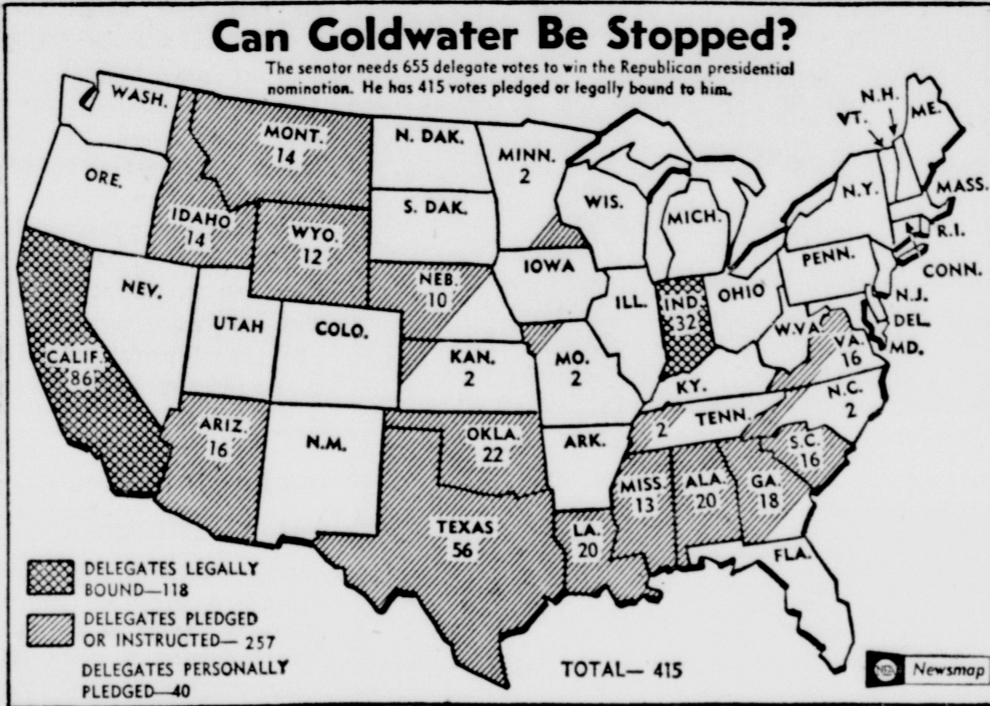 Can Goldwater Be Stopped?
The senator needs 655 delegate votes to win the Republican presidential
nomination. He has 415 votes pledged or legally bound to him.
WASH.
ORE.
MONT.
14
IDAHO
14
WYO.
12
N. DAK.
S. DAK.
MINN.
2
WIS.
MICH.
N.H.
VT.
ME.
N.Y.
MASS.
R.I.
CONN.
PENN.
N.J.
DEL.
MD.
NEV.
UTAH
COLO.
NEB.
10
IOWA
ILL.
IND.
32
OHIO
W.VA.
VA.
16
CALIF.
86
KAN.
2
MO.
2
KY.
N.C.
2
TENN.
2
ARIZ.
16
N.M.
OKLA.
22
ARK.
S.C.
16
MISS.
13
ALA.
20
GA.
18
TEXAS
56
LA.
20
FLA.
DELEGATES LEGALLY
BOUND—118
DELEGATES PLEDGED
OR INSTRUCTED— 257
DELEGATES PERSONALLY
PLEDGED—40
TOTAL— 415
NEA
Newsmap